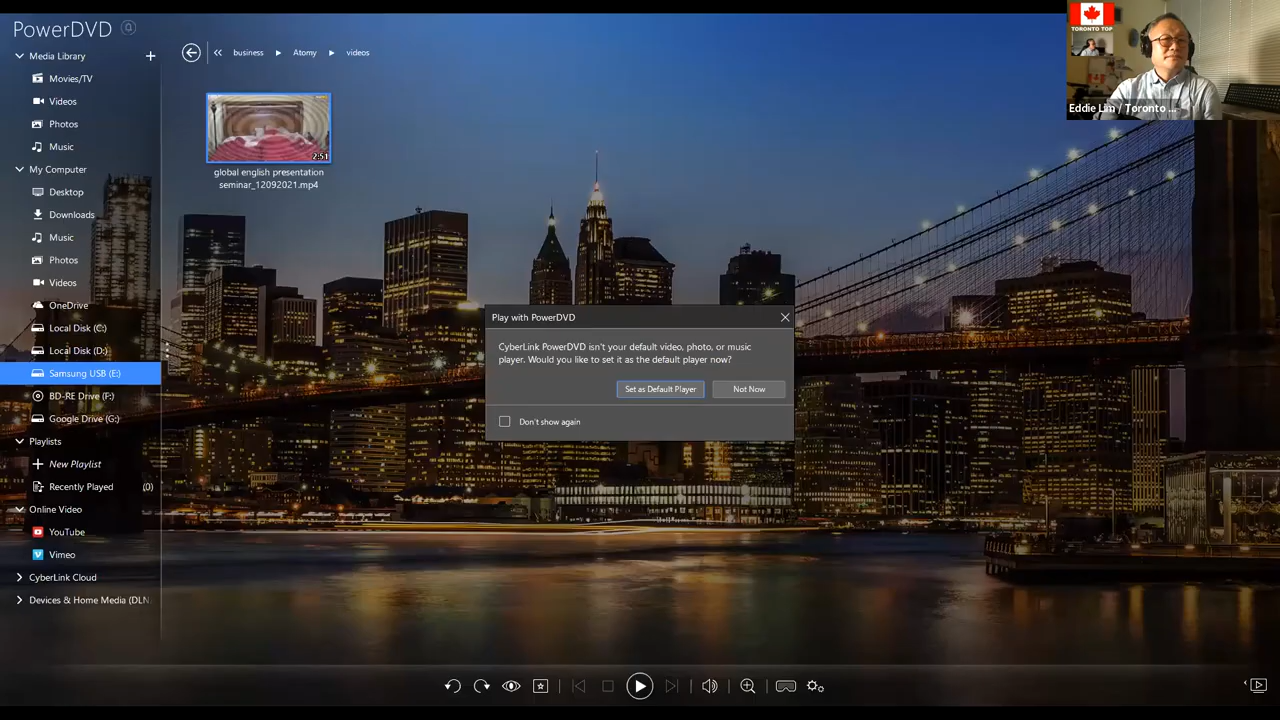 PowerDVD
Media Library
Movies/TV
Videos
Photos
Music
My Computer
Desktop
Downloads
Music
Photos
Videos
OneDrive
Local Disk (C:)
Local Disk (D:)
Samsung USB (E:)
BD-RE Drive (F:)
Google Drive (G:)
Playlists
New Playlist
Recently Played (0)
Online Video
YouTube
Vimeo
CyberLink Cloud
Devices & Home Media (DLN
business
Atomy
videos
2:51
global english presentation
seminar_12092021.mp4
Play with PowerDVD
CyberLink PowerDVD isn't your default video, photo, or music
player. Would you like to set it as the default player now?
Set as Default Player
Not Now
Don't show again
TORONTO TOP
Eddie Lim / Toronto ...